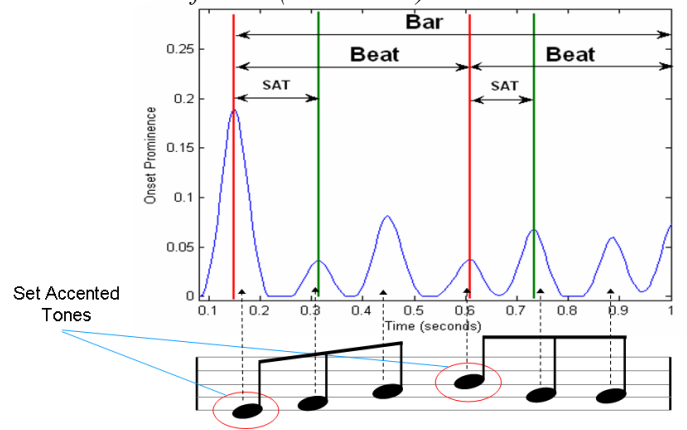 Bar
0.25
Beat
Beat
SAT
SAT
0.2
0.15
0.1
0.05
0
Onset Prominence
0.1 0.2 0.3 0.4 0.5 0.6 0.7 0.8 0.9 1
Time (seconds)
Set Accented
Tones